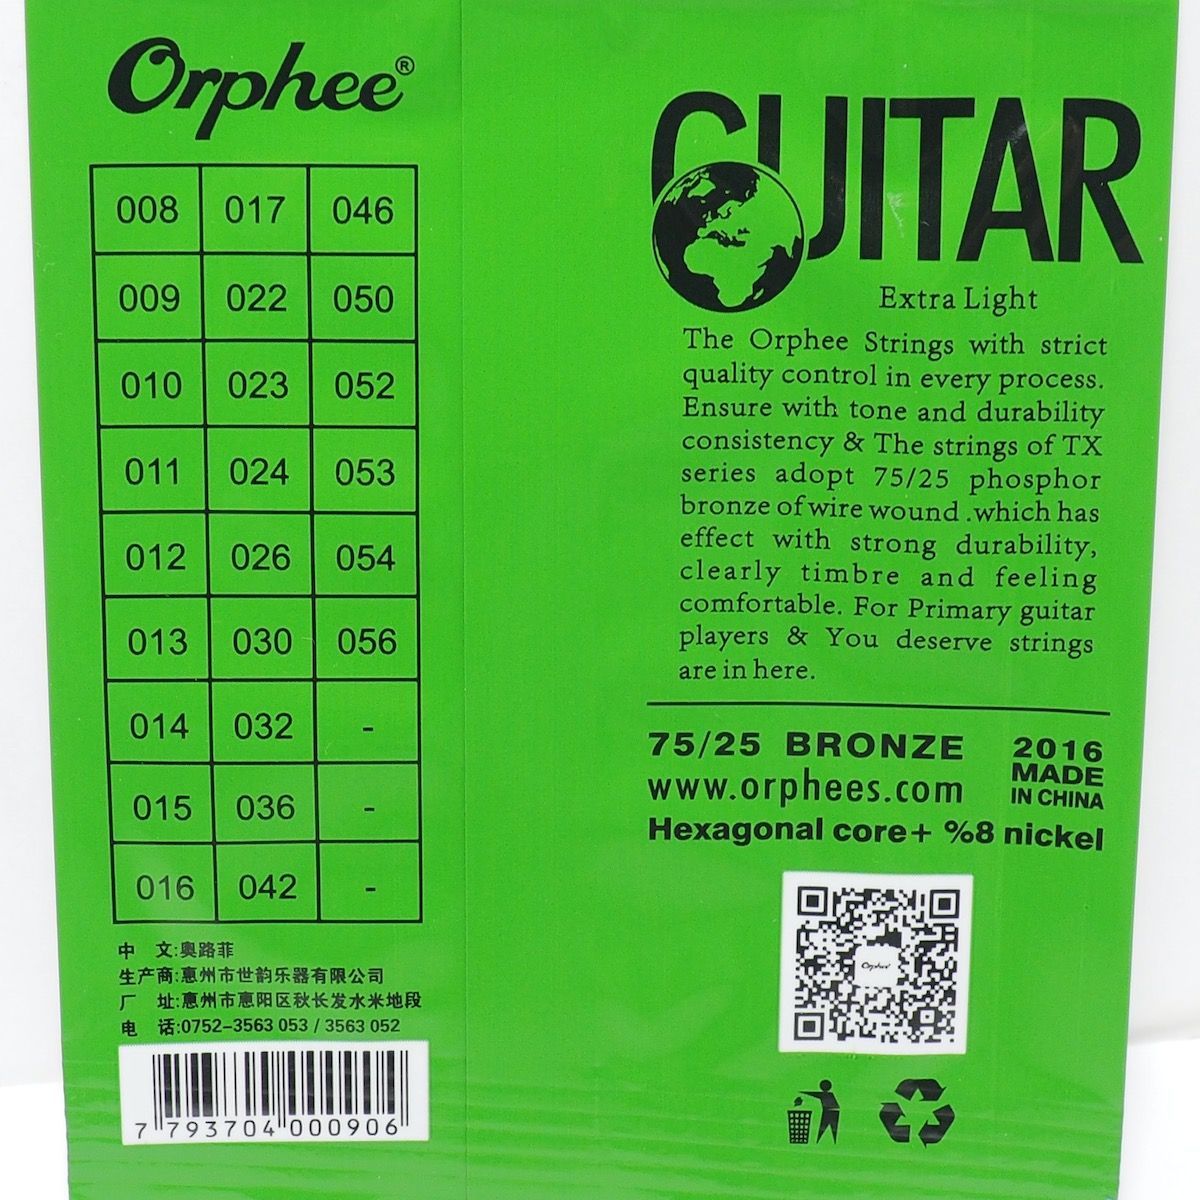 Orphee®
008 017 046
009 022 050
010 023 052
011 024 053
012 026 054
013 030 056
014 032 -
015 036 -
016 042 -
中 文:奥路菲
生产商:惠州市世韵乐器有限公司
厂 址:惠州市惠阳区秋长发水米地段
电 话:0752-3563 053 / 3563 052
7 793704 000906
GUITAR
Extra Light
The Orphee Strings with strict
quality control in every process.
Ensure with tone and durability
consistency & The strings of TX
series adopt 75/25 phosphor
bronze of wire wound .which has
effect with strong durability,
clearly timbre and feeling
comfortable. For Primary guitar
players & You deserve strings
are in here.
75/25 BRONZE
www.orphees.com
2016
MADE
IN CHINA
Hexagonal core+ %8 nickel
Orphee